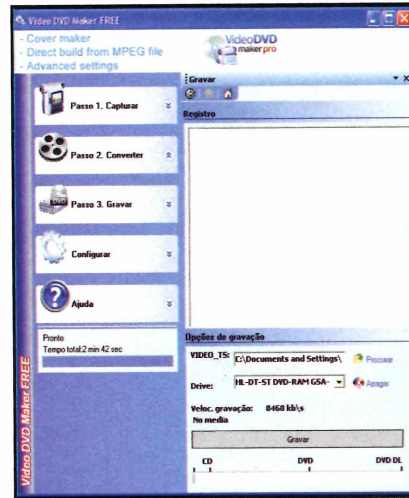 Video DVD Maker FREE
- Cover maker
- Direct build from MPEG file
- Advanced settings
VideoDVD
maker pro
Passo 1. Capturar
Passo 2. Converter
DVD
Passo 3. Gravar
Configurar
Ajuda
Pronto
Tempo total:2 min 42 sec
Video DVD Maker FREE
Gravar
Registro
Opções de gravação
VIDEO_TS: C:\Documents and Settings\ Procurar
Drive: HL-DT-ST DVD-RAM GSA- Apagar
Veloc. gravação: 8468 kb\s
No media
Gravar
CD DVD DVD DL